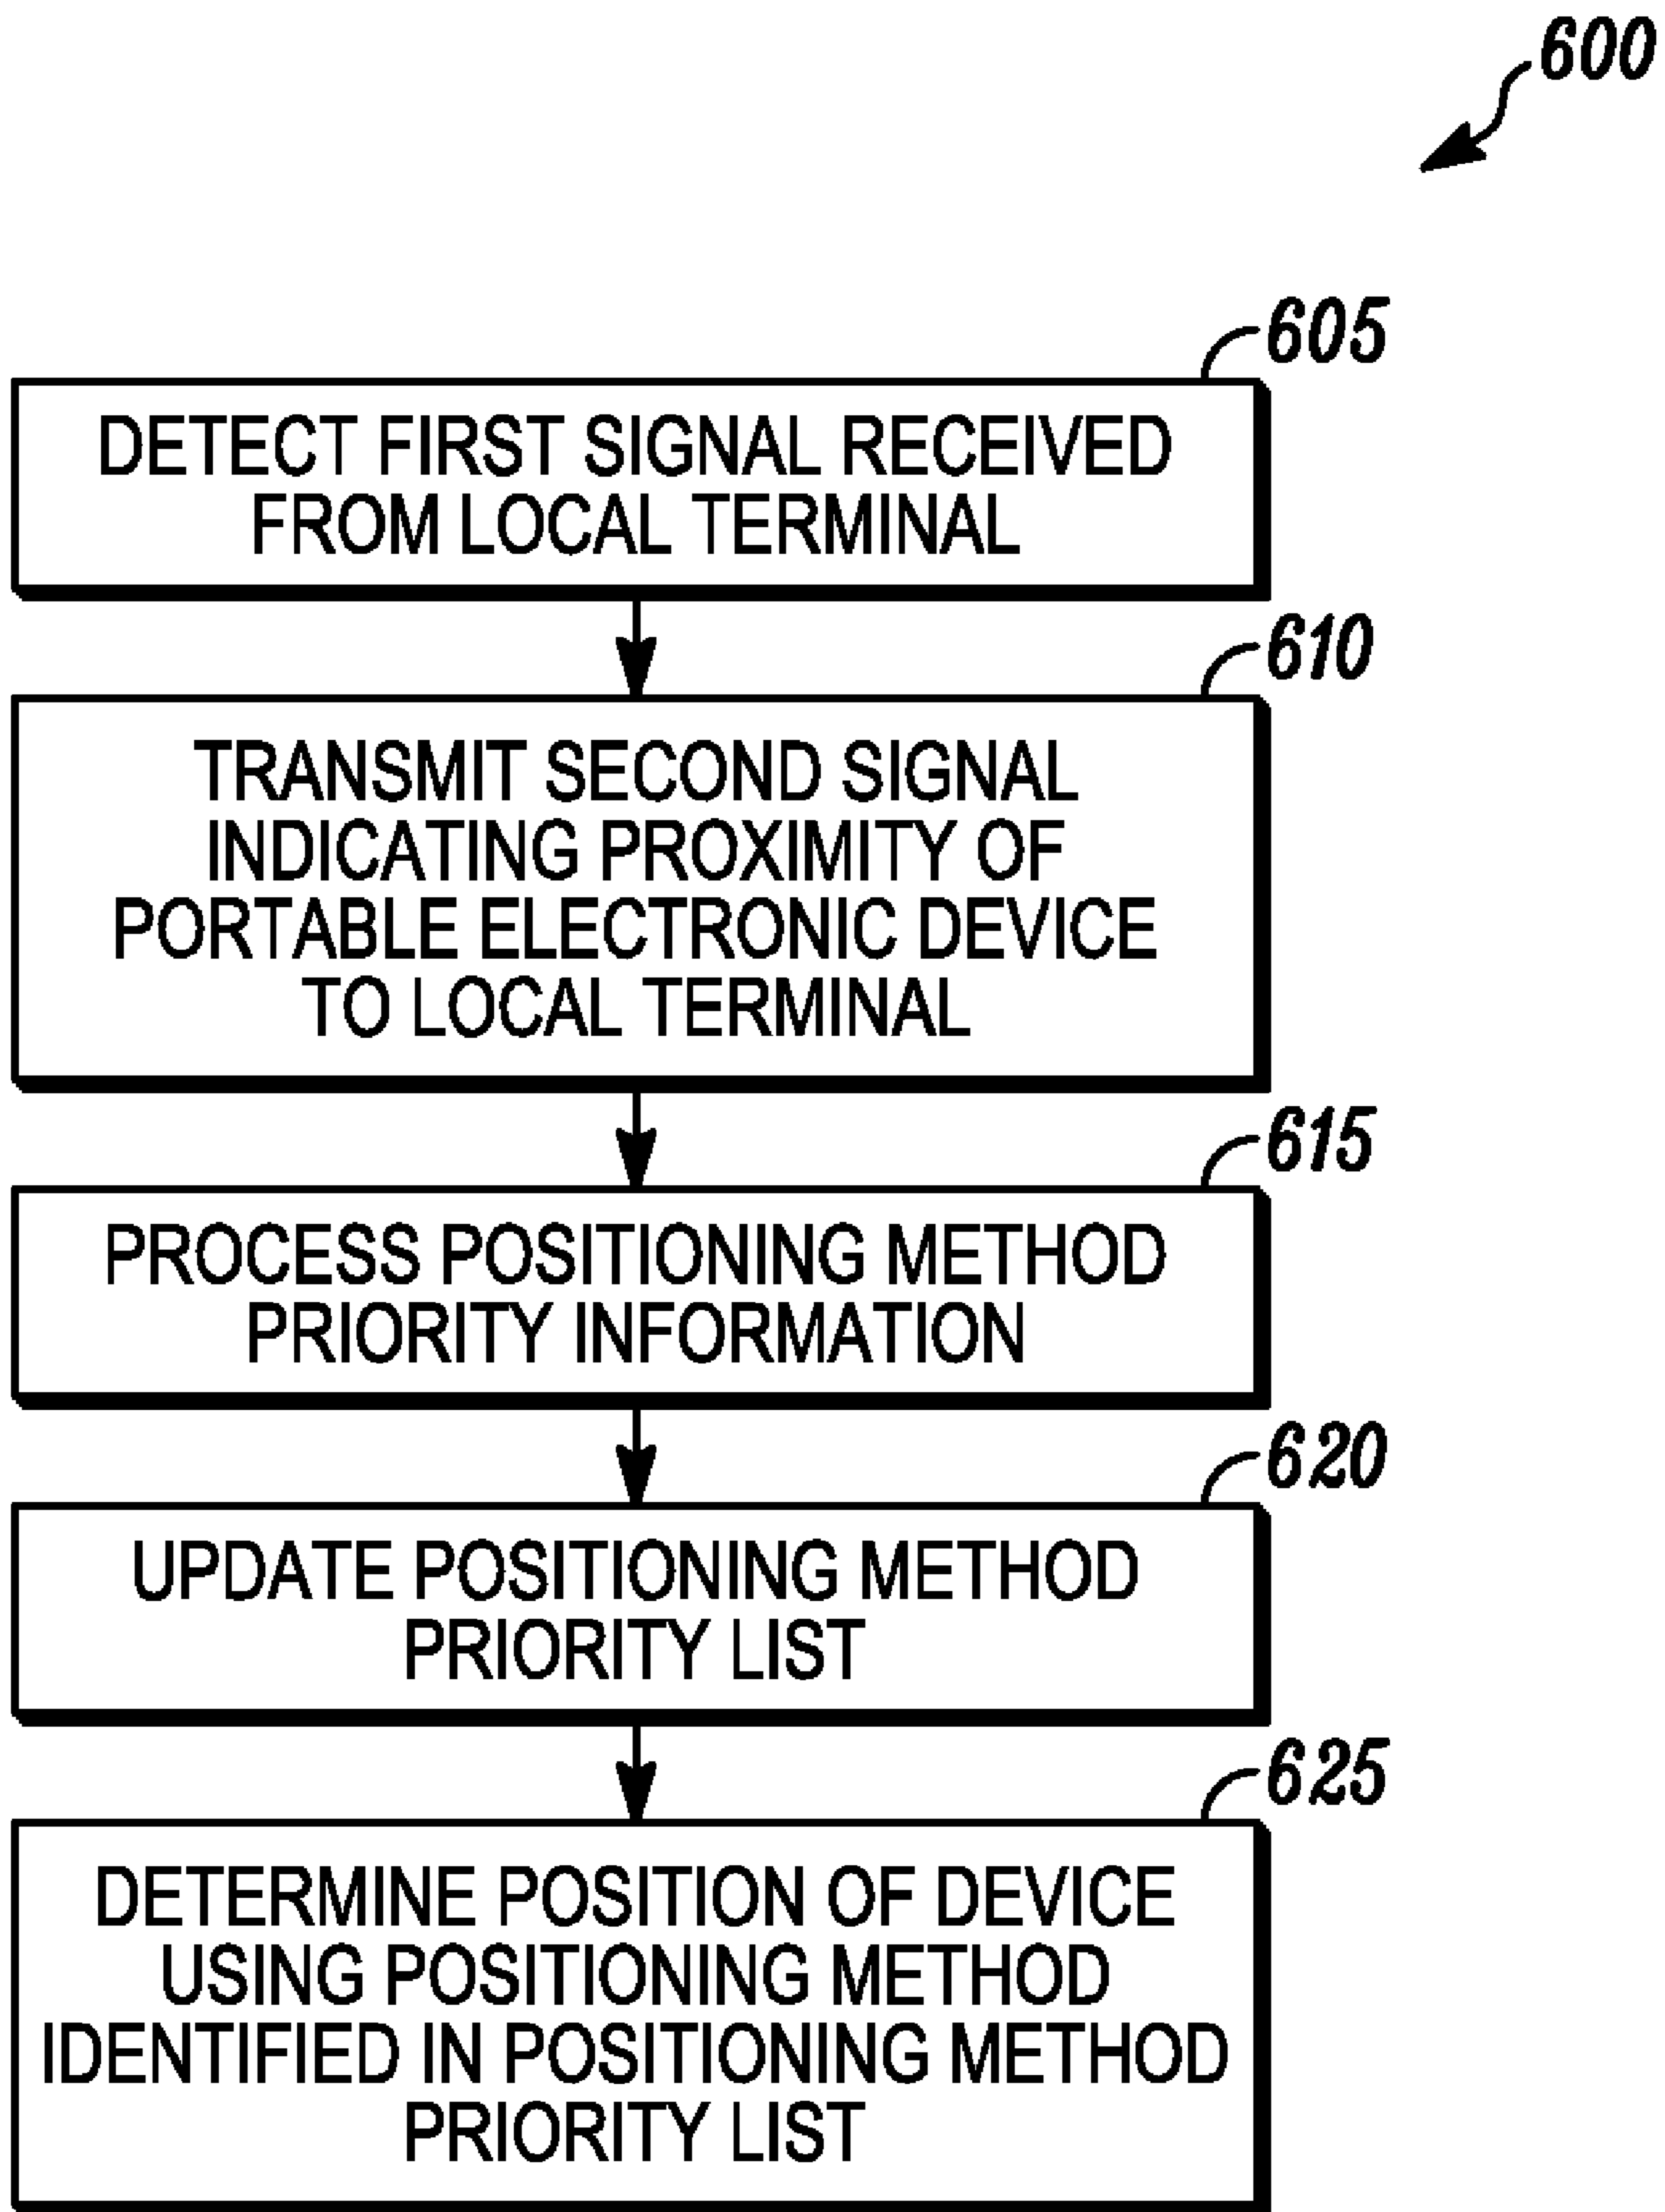 600
605
DETECT FIRST SIGNAL RECEIVED
FROM LOCAL TERMINAL
610
TRANSMIT SECOND SIGNAL
INDICATING PROXIMITY OF
PORTABLE ELECTRONIC DEVICE
TO LOCAL TERMINAL
615
PROCESS POSITIONING METHOD
PRIORITY INFORMATION
620
UPDATE POSITIONING METHOD
PRIORITY LIST
625
DETERMINE POSITION OF DEVICE
USING POSITIONING METHOD
IDENTIFIED IN POSITIONING METHOD
PRIORITY LIST